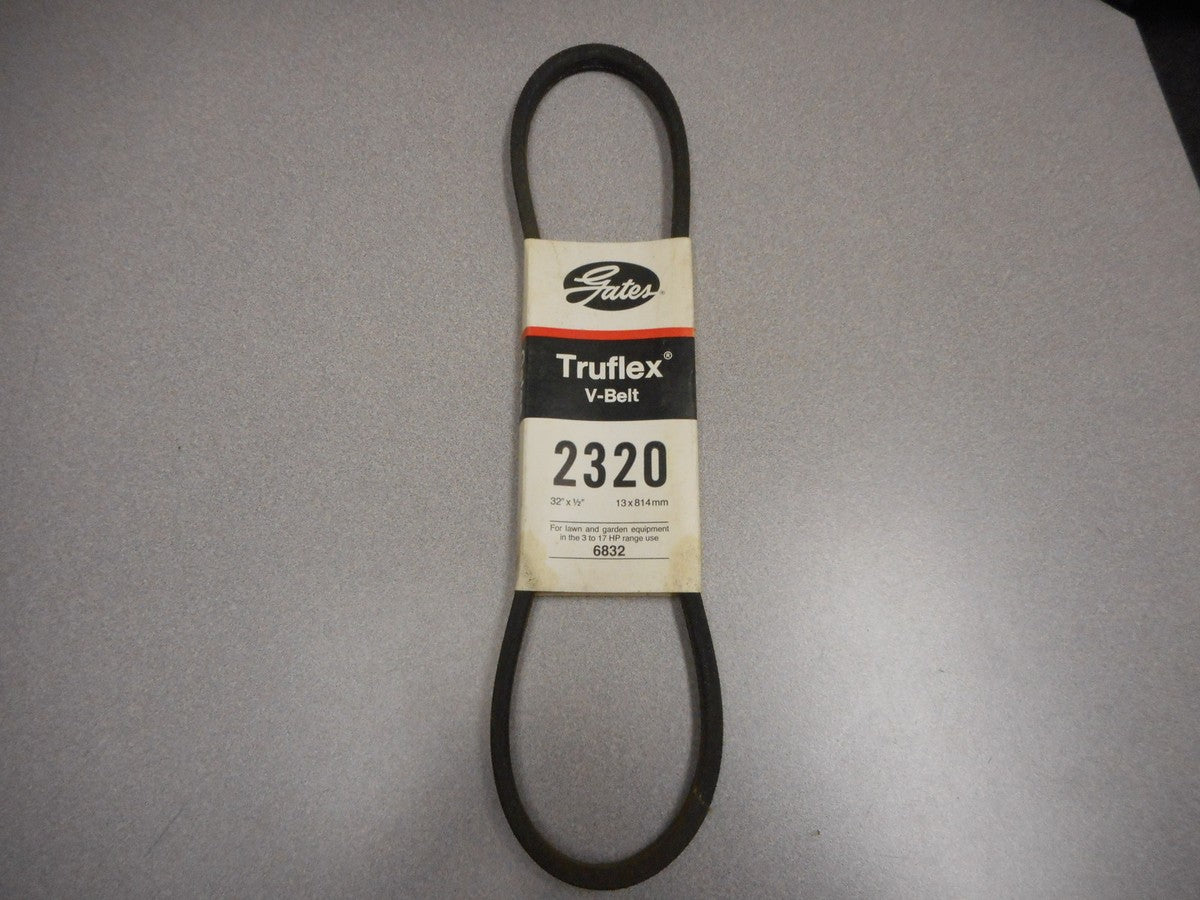 Gates®
Truflex®
V-Belt
2320
32" x ½" 13 x 814 mm
For lawn and garden equipment
in the 3 to 17 HP range use
6832